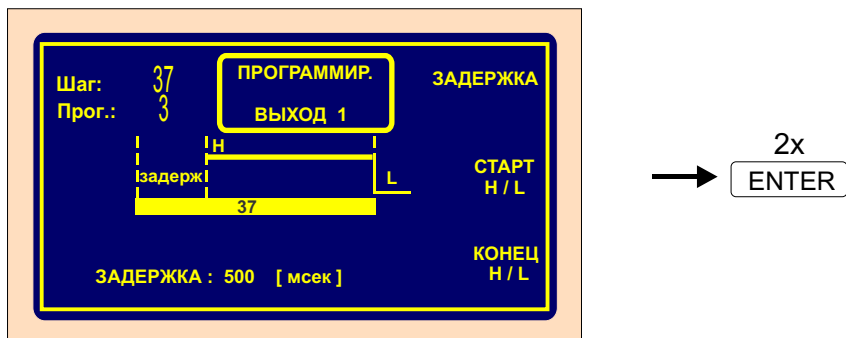 Шаг: 37
Прог.: 3
ПРОГРАММИР.
ВЫХОД 1
ЗАДЕРЖКА
H
задерж
L
37
СТАРТ
H / L
КОНЕЦ
H / L
ЗАДЕРЖКА : 500 [ мсек ]
2x
ENTER